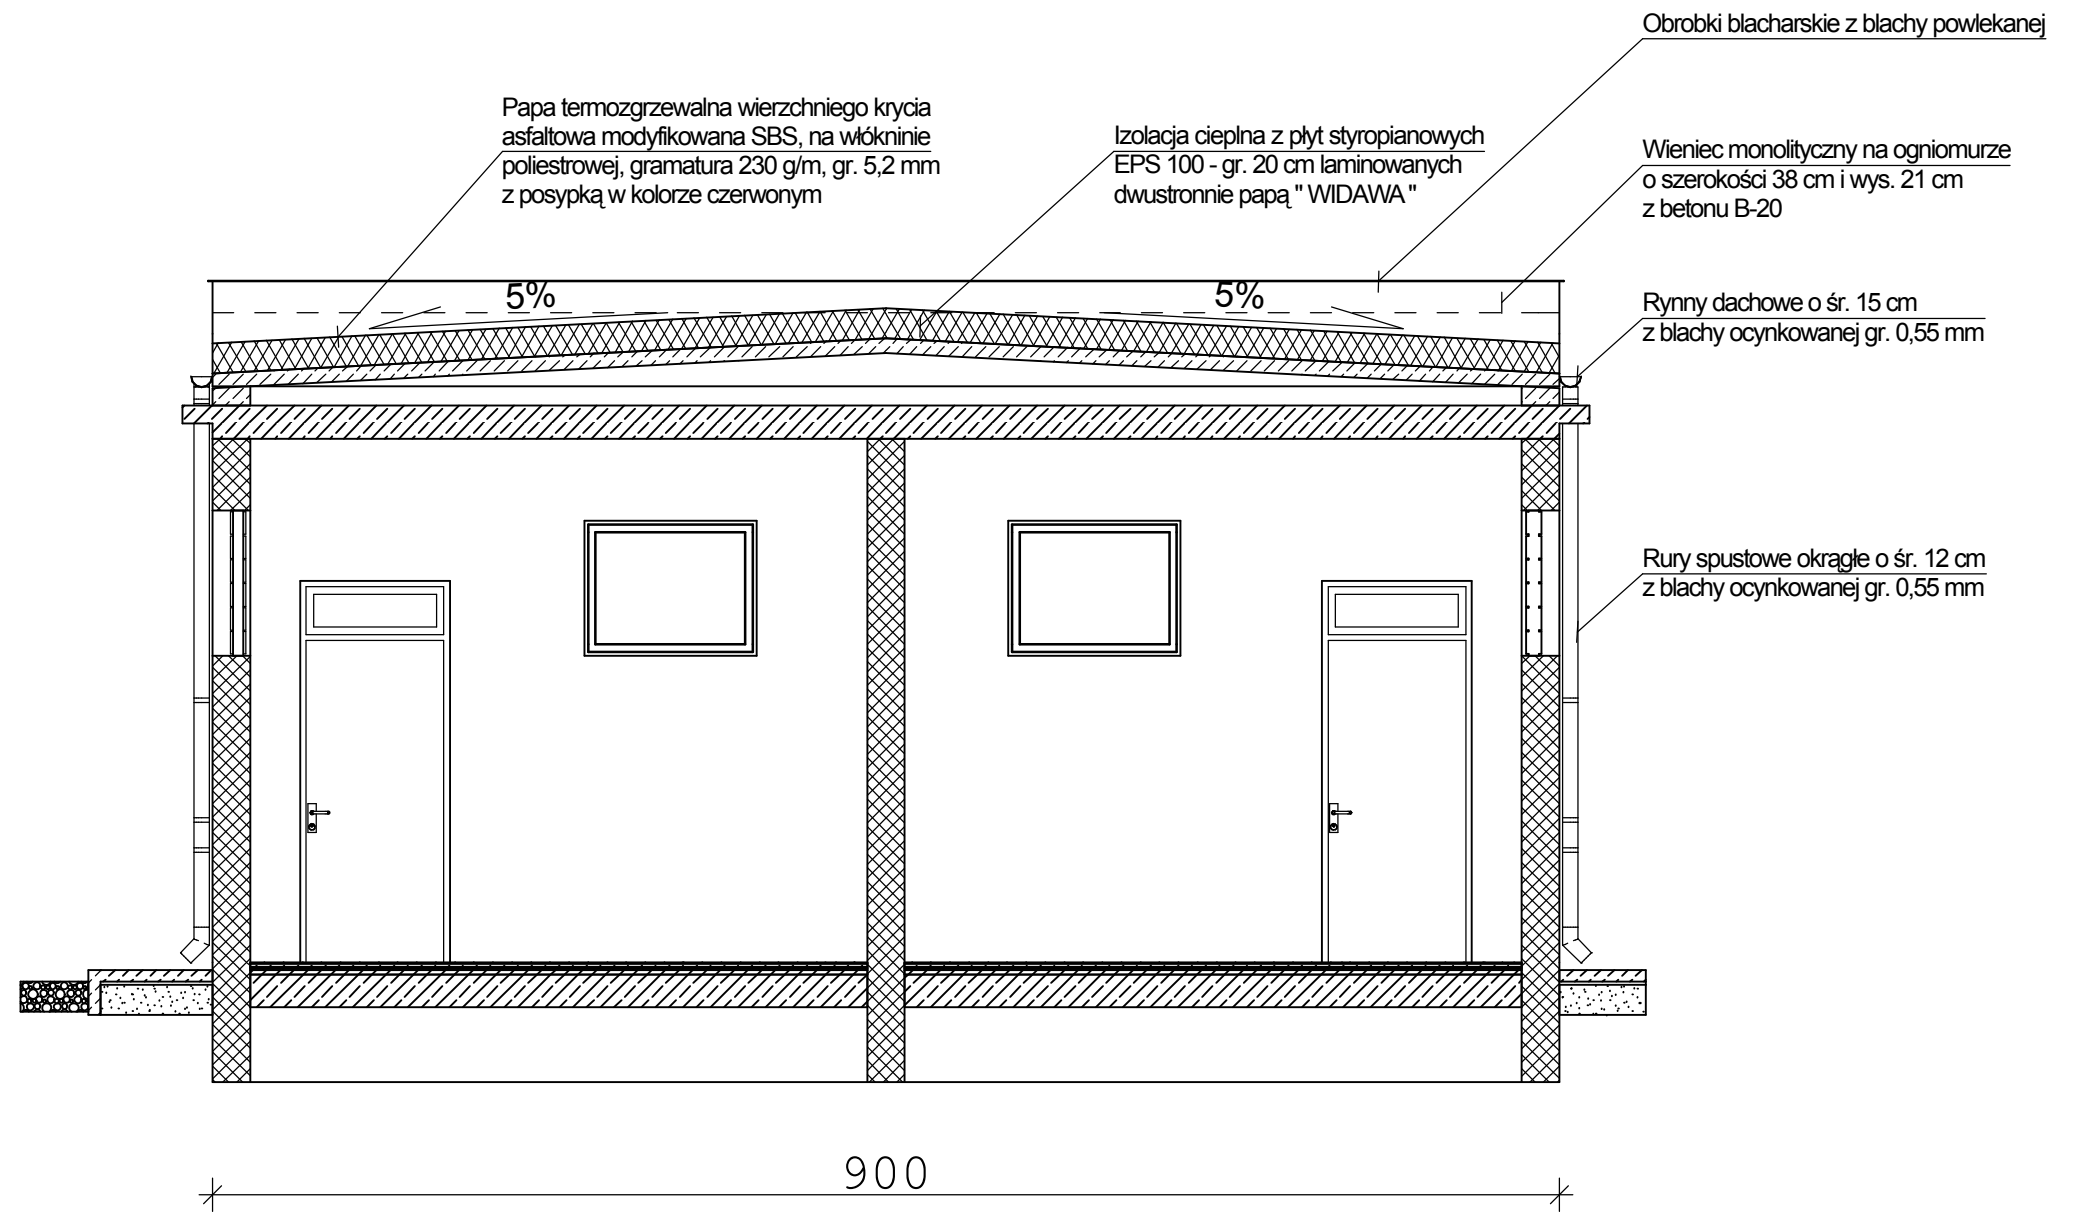 Obrobki blacharskie z blachy powlekanej
Papa termozgrzewalna wierzchniego krycia
asfaltowa modyfikowana SBS, na włókninie
poliestrowej, gramatura 230 g/m, gr. 5,2 mm
z posypką w kolorze czerwonym
Izolacja cieplna z płyt styropianowych
EPS 100 - gr. 20 cm laminowanych
dwustronnie papą " WIDAWA "
Wieniec monolityczny na ogniomurze
o szerokości 38 cm i wys. 21 cm
z betonu B-20
5%
5%
Rynny dachowe o śr. 15 cm
z blachy ocynkowanej gr. 0,55 mm
Rury spustowe okrągłe o śr. 12 cm
z blachy ocynkowanej gr. 0,55 mm
900